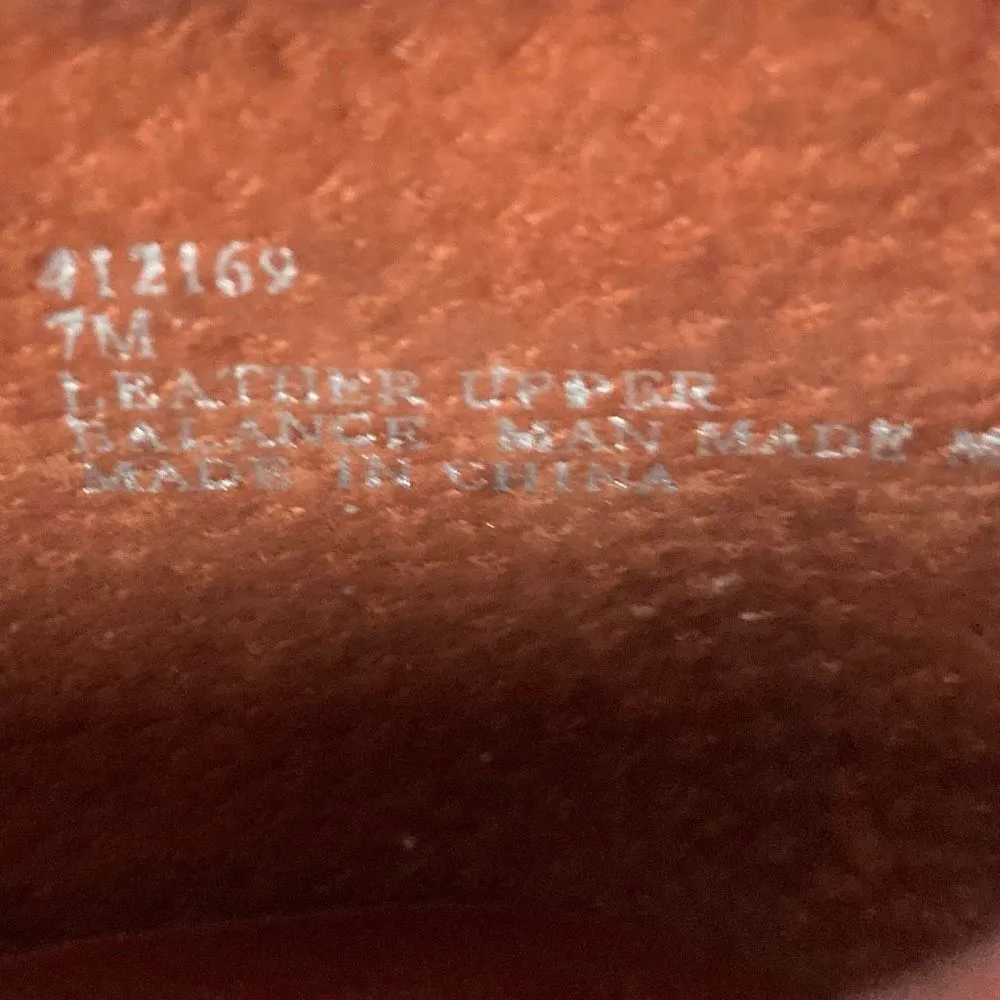 412169
7M
LEATHER UPPER
BALANCE MAN MADE
MADE IN CHINA